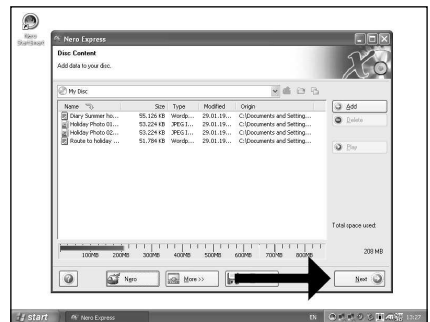 Nero
StartSmart
Nero Express
Disc Content
Add data to your disc.
My Disc
Name Size Type Modified Origin
Diary Summer ho... 55.126 KB Wordp... 29.01.19... C:\Documents and Setting...
Holiday Photo 01... 53.224 KB JPEG I... 29.01.19... C:\Documents and Setting...
Holiday Photo 02... 53.224 KB JPEG I... 29.01.19... C:\Documents and Setting...
Route to holiday ... 51.784 KB Wordp... 29.01.19... C:\Documents and Setting...
Add
Delete
Play
Total space used:
100MB 200MB 300MB 400MB 500MB 600MB 700MB 800MB
208 MB
Nero
More >>
Next
start
Nero Express
EN
13:27